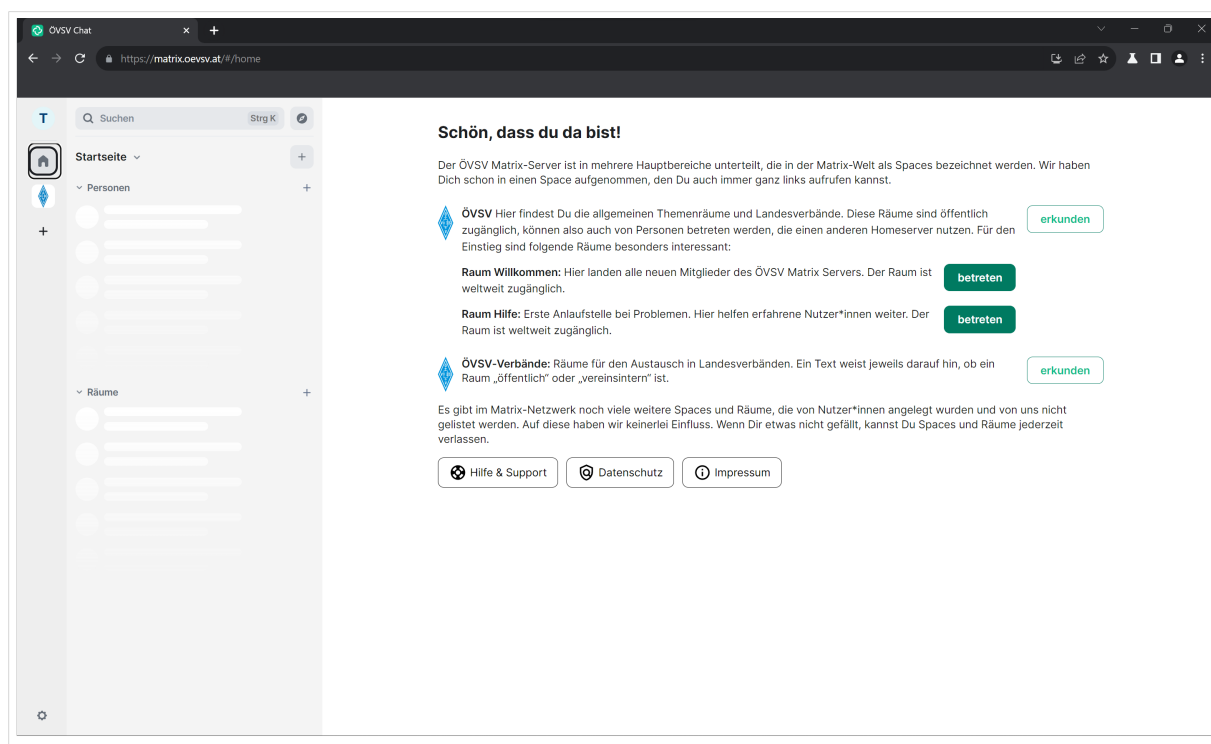 ÖVSV Chat
https://matrix.oevsv.at/#/home
T
Suchen Strg K
Startseite
Personen
Räume
Schön, dass du da bist!
Der ÖVSV Matrix-Server ist in mehrere Hauptbereiche unterteilt, die in der Matrix-Welt als Spaces bezeichnet werden. Wir haben
Dich schon in einen Space aufgenommen, den Du auch immer ganz links aufrufen kannst.
ÖVSV Hier findest Du die allgemeinen Themenräume und Landesverbände. Diese Räume sind öffentlich
zugänglich, können also auch von Personen betreten werden, die einen anderen Homeserver nutzen. Für den
Einstieg sind folgende Räume besonders interessant:
erkunden
Raum Willkommen: Hier landen alle neuen Mitglieder des ÖVSV Matrix Servers. Der Raum ist
weltweit zugänglich.
betreten
Raum Hilfe: Erste Anlaufstelle bei Problemen. Hier helfen erfahrene Nutzer*innen weiter. Der
Raum ist weltweit zugänglich.
betreten
ÖVSV-Verbände: Räume für den Austausch in Landesverbänden. Ein Text weist jeweils darauf hin, ob ein
Raum „öffentlich“ oder „vereinsintern“ ist.
erkunden
Es gibt im Matrix-Netzwerk noch viele weitere Spaces und Räume, die von Nutzer*innen angelegt wurden und von uns nicht
gelistet werden. Auf diese haben wir keinerlei Einfluss. Wenn Dir etwas nicht gefällt, kannst Du Spaces und Räume jederzeit
verlassen.
Hilfe & Support
Datenschutz
Impressum